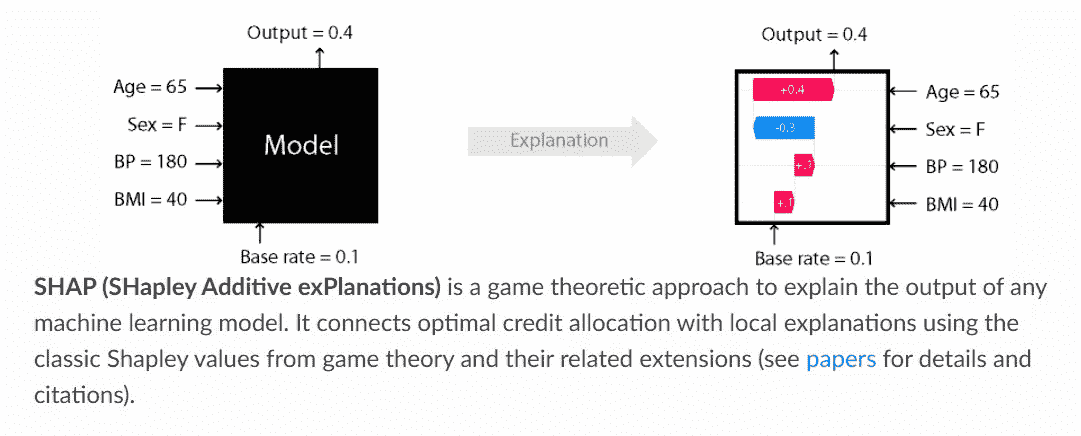 Output = 0.4
Age = 65
Sex = F
BP = 180
BMI = 40
Model
Base rate = 0.1
Explanation
Output = 0.4
+0.4
-0.3
+.1
+.1
Age = 65
Sex = F
BP = 180
BMI = 40
Base rate = 0.1
SHAP (SHapley Additive exPlanations) is a game theoretic approach to explain the output of any
machine learning model. It connects optimal credit allocation with local explanations using the
classic Shapley values from game theory and their related extensions (see papers for details and
citations).